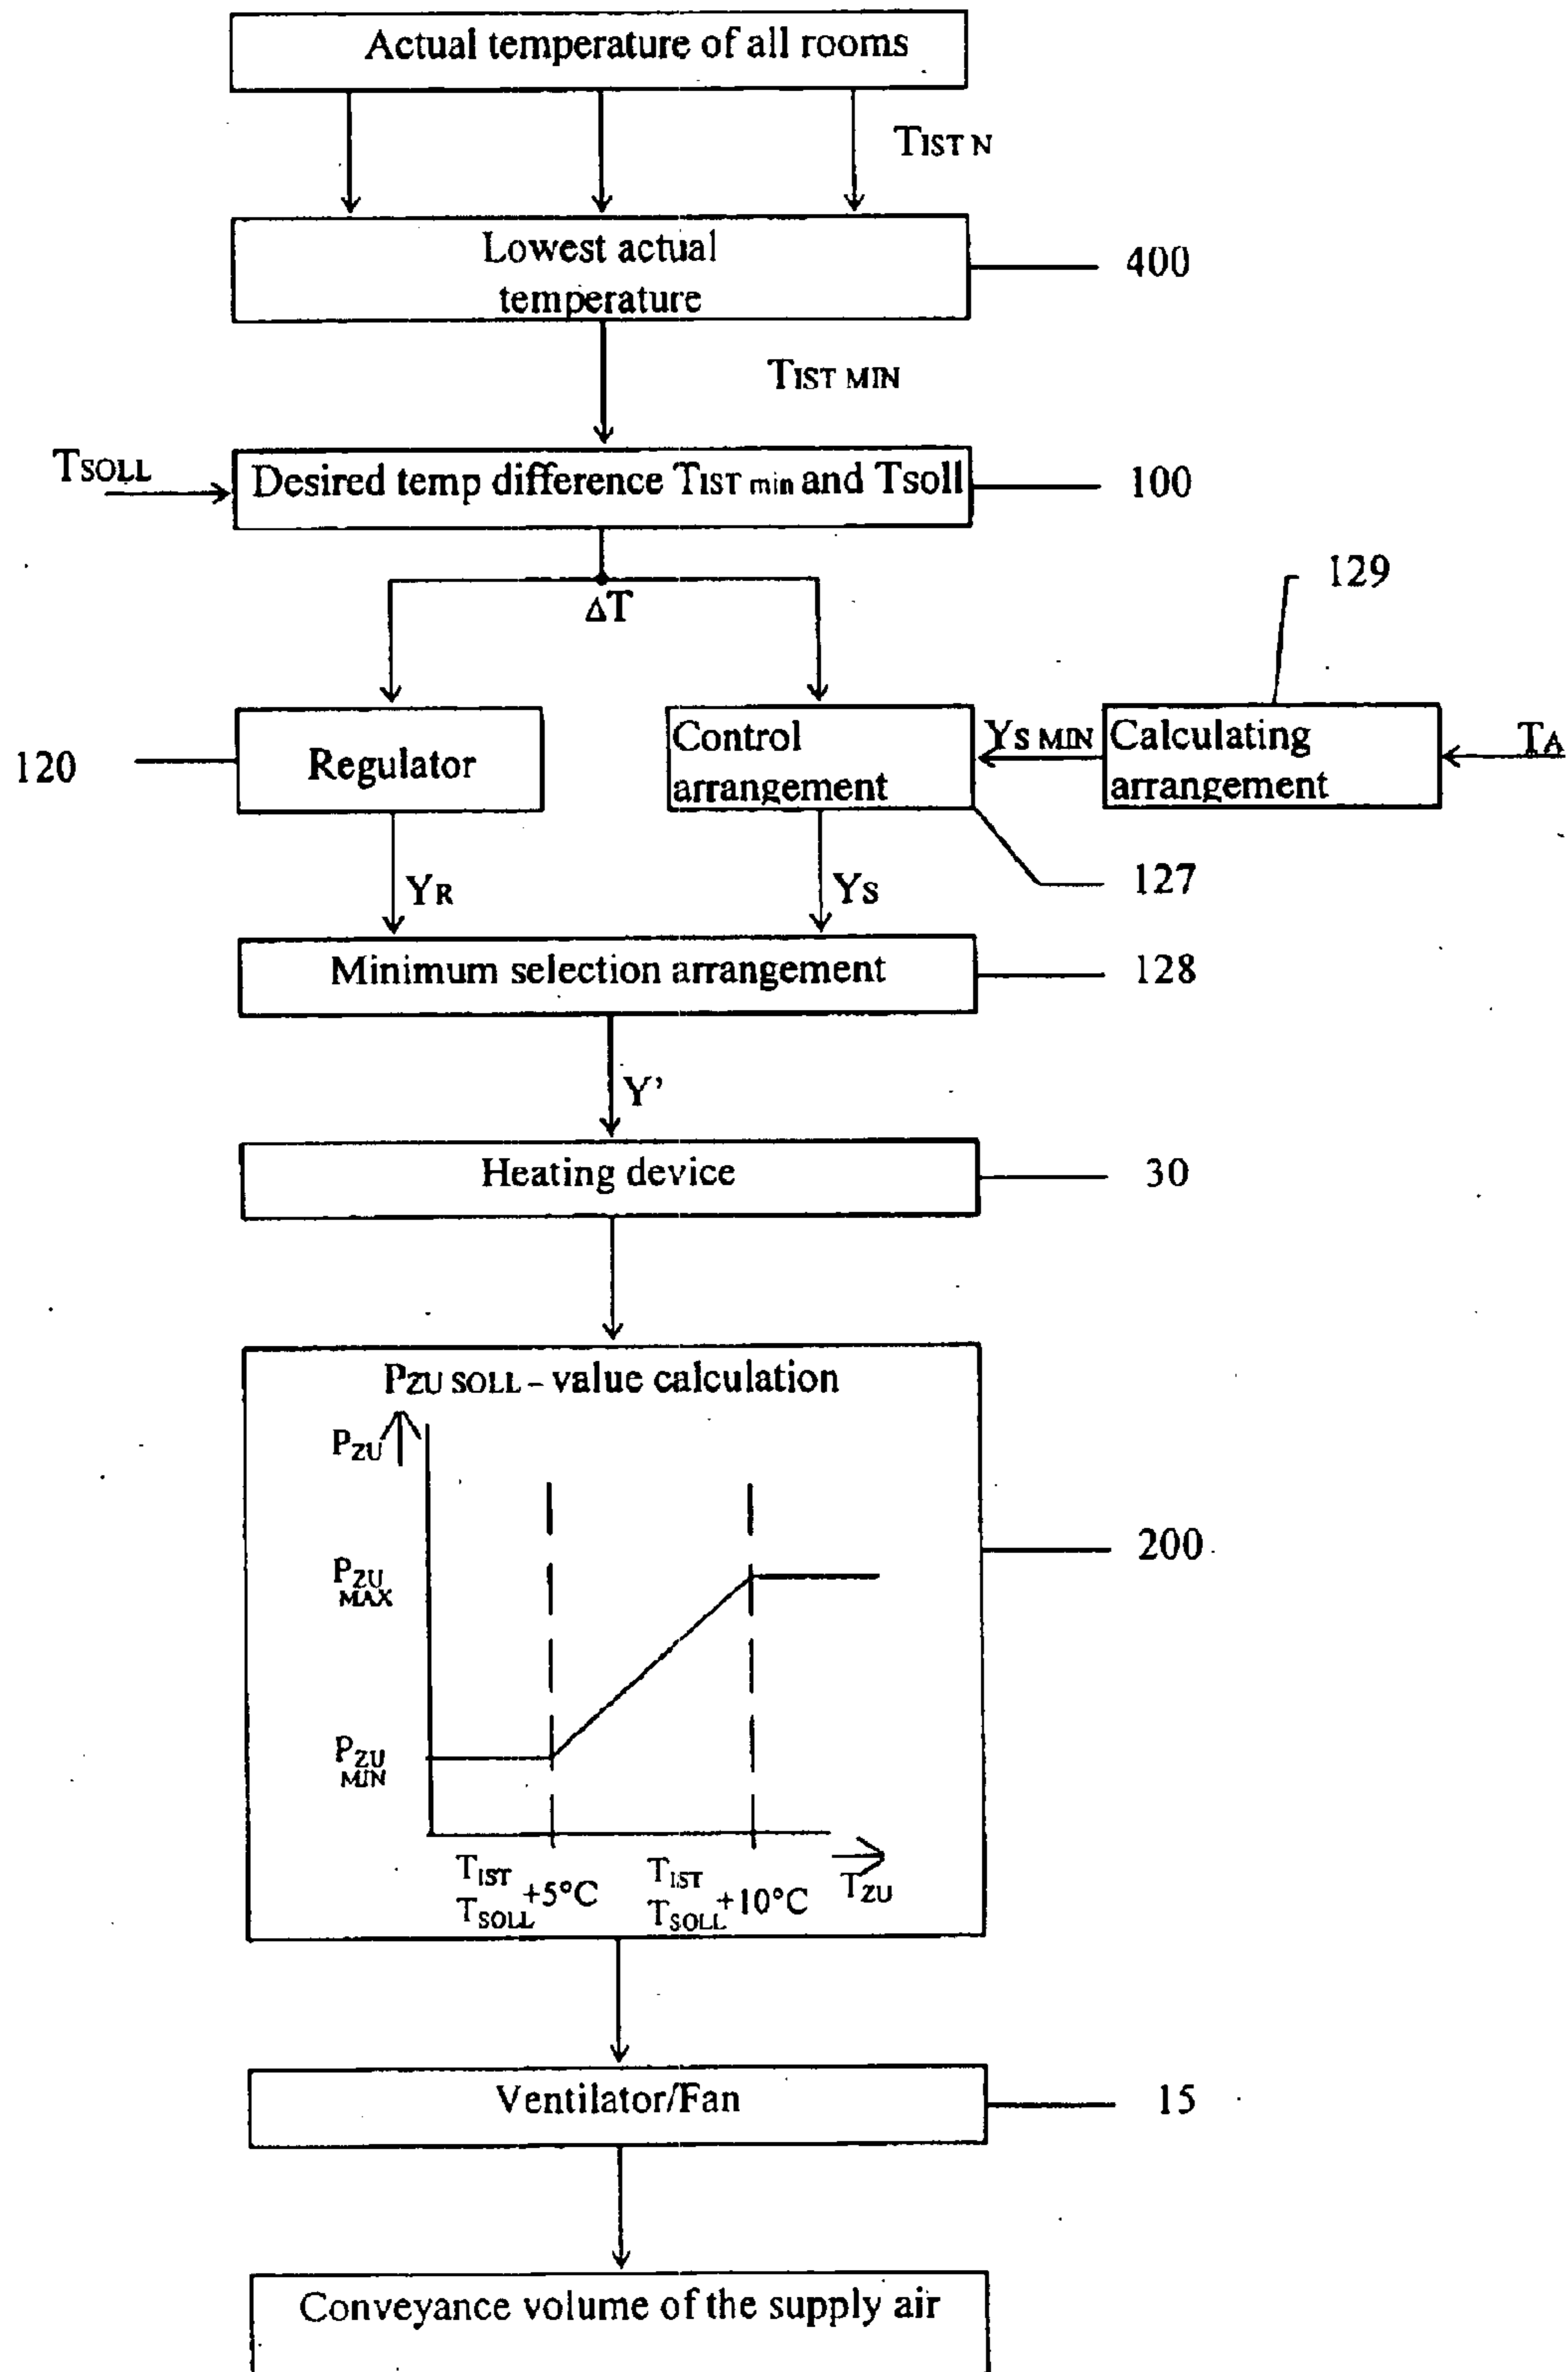 Actual temperature of all rooms
TIST N
Lowest actual
temperature
400
TIST MIN
TSOLL
Desired temp difference TIST min and Tsoll
100
129
ΔT
Regulator
120
Control
arrangement
YS MIN
Calculating
arrangement
TA
127
YR
YS
Minimum selection arrangement
128
Y'
Heating device
30
PZU SOLL – value calculation
PZU
PZU
MAX
200
PZU
MIN
TIST
TSOLL +5°C
TIST
TSOLL +10°C
TZU
Ventilator/Fan
15
Conveyance volume of the supply air